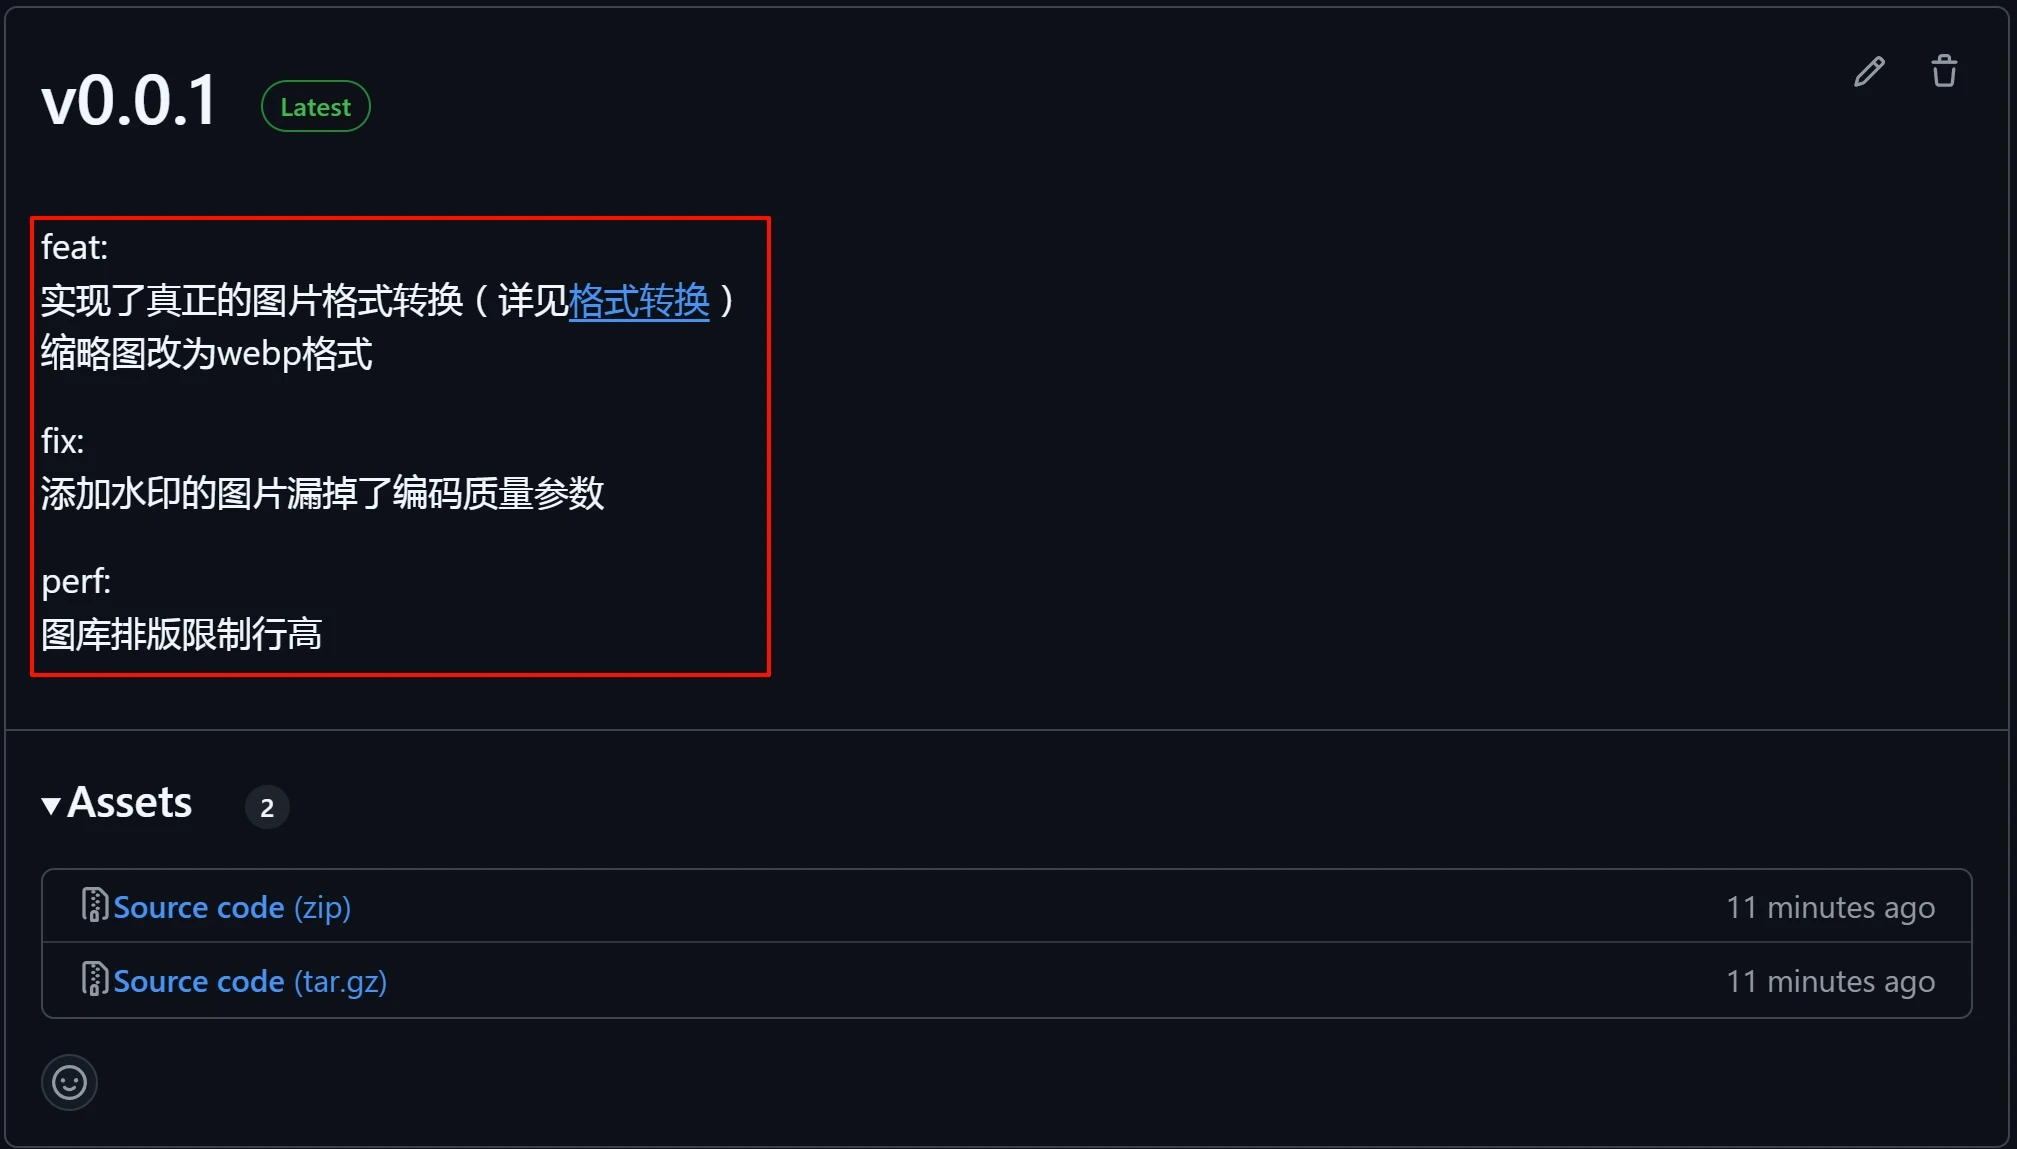 v0.0.1 Latest
feat:
实现了真正的图片格式转换（详见格式转换）
缩略图改为webp格式
fix:
添加水印的图片漏掉了编码质量参数
perf:
图库排版限制行高
Assets 2
Source code (zip) 11 minutes ago
Source code (tar.gz) 11 minutes ago